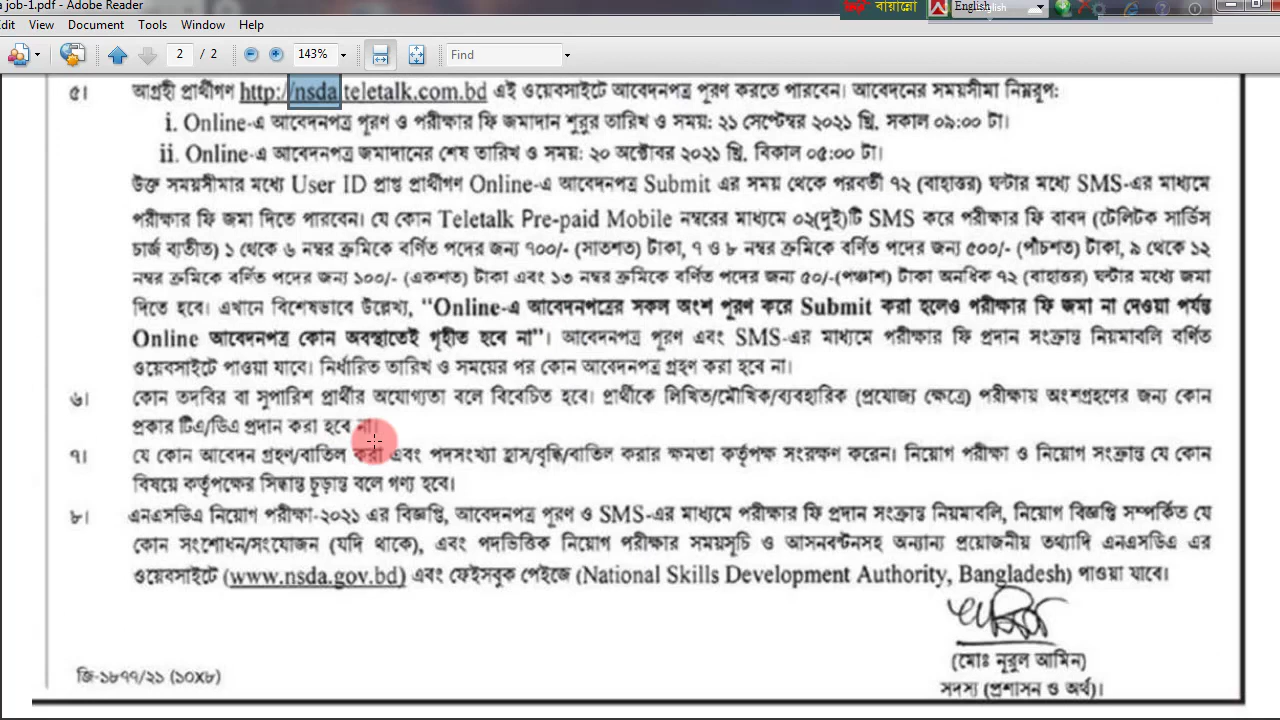 a job-1.pdf - Adobe Reader
বায়ান্নো English
dit View Document Tools Window Help
2 / 2 143% Find
৫। আগ্রহী প্রার্থীগণ http://nsda.teletalk.com.bd এই ওয়েবসাইটে আবেদনপত্র পূরণ করতে পারবেন। আবেদনের সময়সীমা নিম্নরূপ:
i. Online-এ আবেদনপত্র পূরণ ও পরীক্ষার ফি জমাদান শুরুর তারিখ ও সময়: ২১ সেপ্টেম্বর ২০২১ খ্রি, সকাল ০৯:০০ টা।
ii. Online-এ আবেদনপত্র জমাদানের শেষ তারিখ ও সময়: ২০ অক্টোবর ২০২১ খ্রি, বিকাল ০৫:০০ টা।
উক্ত সময়সীমার মধ্যে User ID প্রাপ্ত প্রার্থীগণ Online-এ আবেদনপত্র Submit এর সময় থেকে পরবর্তী ৭২ (বাহাত্তর) ঘন্টার মধ্যে SMS-এর মাধ্যমে
পরীক্ষার ফি জমা দিতে পারবেন। যে কোন Teletalk Pre-paid Mobile নম্বরের মাধ্যমে ০২(দুই)টি SMS করে পরীক্ষার ফি বাবদ (টেলিটক সার্ভিস
চার্জ ব্যতীত) ১ থেকে ৬ নম্বর ক্রমিকে বর্ণিত পদের জন্য ৭০০/- (সাতশত) টাকা, ৭ ও ৮ নম্বর ক্রমিকে বর্ণিত পদের জন্য ৫০০/- (পাঁচশত) টাকা, ৯ থেকে ১২
নম্বর ক্রমিকে বর্ণিত পদের জন্য ১০০/- (একশত) টাকা এবং ১৩ নম্বর ক্রমিকে বর্ণিত পদের জন্য ৫০/-(পঞ্চাশ) টাকা অনধিক ৭২ (বাহাত্তর) ঘন্টার মধ্যে জমা
দিতে হবে। এখানে বিশেষভাবে উল্লেখ্য, “Online-এ আবেদনপত্রের সকল অংশ পূরণ করে Submit করা হলেও পরীক্ষার ফি জমা না দেওয়া পর্যন্ত
Online আবেদনপত্র কোন অবস্থাতেই গৃহীত হবে না”। আবেদনপত্র পূরণ এবং SMS-এর মাধ্যমে পরীক্ষার ফি প্রদান সংক্রান্ত নিয়মাবলি বর্ণিত
ওয়েবসাইটে পাওয়া যাবে। নির্ধারিত তারিখ ও সময়ের পর কোন আবেদনপত্র গ্রহণ করা হবে না।
৬। কোন তদবির বা সুপারিশ প্রার্থীর অযোগ্যতা বলে বিবেচিত হবে। প্রার্থীকে লিখিত/মৌখিক/ব্যবহারিক (প্রযোজ্য ক্ষেত্রে) পরীক্ষায় অংশগ্রহণের জন্য কোন
প্রকার টিএ/ডিএ প্রদান করা হবে না।
৭। যে কোন আবেদন গ্রহণ/বাতিল করা এবং পদসংখ্যা হ্রাস/বৃদ্ধি/বাতিল করার ক্ষমতা কর্তৃপক্ষ সংরক্ষণ করেন। নিয়োগ পরীক্ষা ও নিয়োগ সংক্রান্ত যে কোন
বিষয়ে কর্তৃপক্ষের সিদ্ধান্ত চূড়ান্ত বলে গণ্য হবে।
৮। এনএসডিএ নিয়োগ পরীক্ষা-২০২১ এর বিজ্ঞপ্তি, আবেদনপত্র পূরণ ও SMS-এর মাধ্যমে পরীক্ষার ফি প্রদান সংক্রান্ত নিয়মাবলি, নিয়োগ বিজ্ঞপ্তি সম্পর্কিত যে
কোন সংশোধন/সংযোজন (যদি থাকে), এবং পদভিত্তিক নিয়োগ পরীক্ষার সময়সূচি ও আসনবন্টনসহ অন্যান্য প্রয়োজনীয় তথ্যাদি এনএসডিএ এর
ওয়েবসাইটে (www.nsda.gov.bd) এবং ফেইসবুক পেইজে (National Skills Development Authority, Bangladesh) পাওয়া যাবে।
(মোঃ নূরুল আমিন)
জি-১৮৭৭/২১ (১০X৮)
সদস্য (প্রশাসন ও অর্থ)।